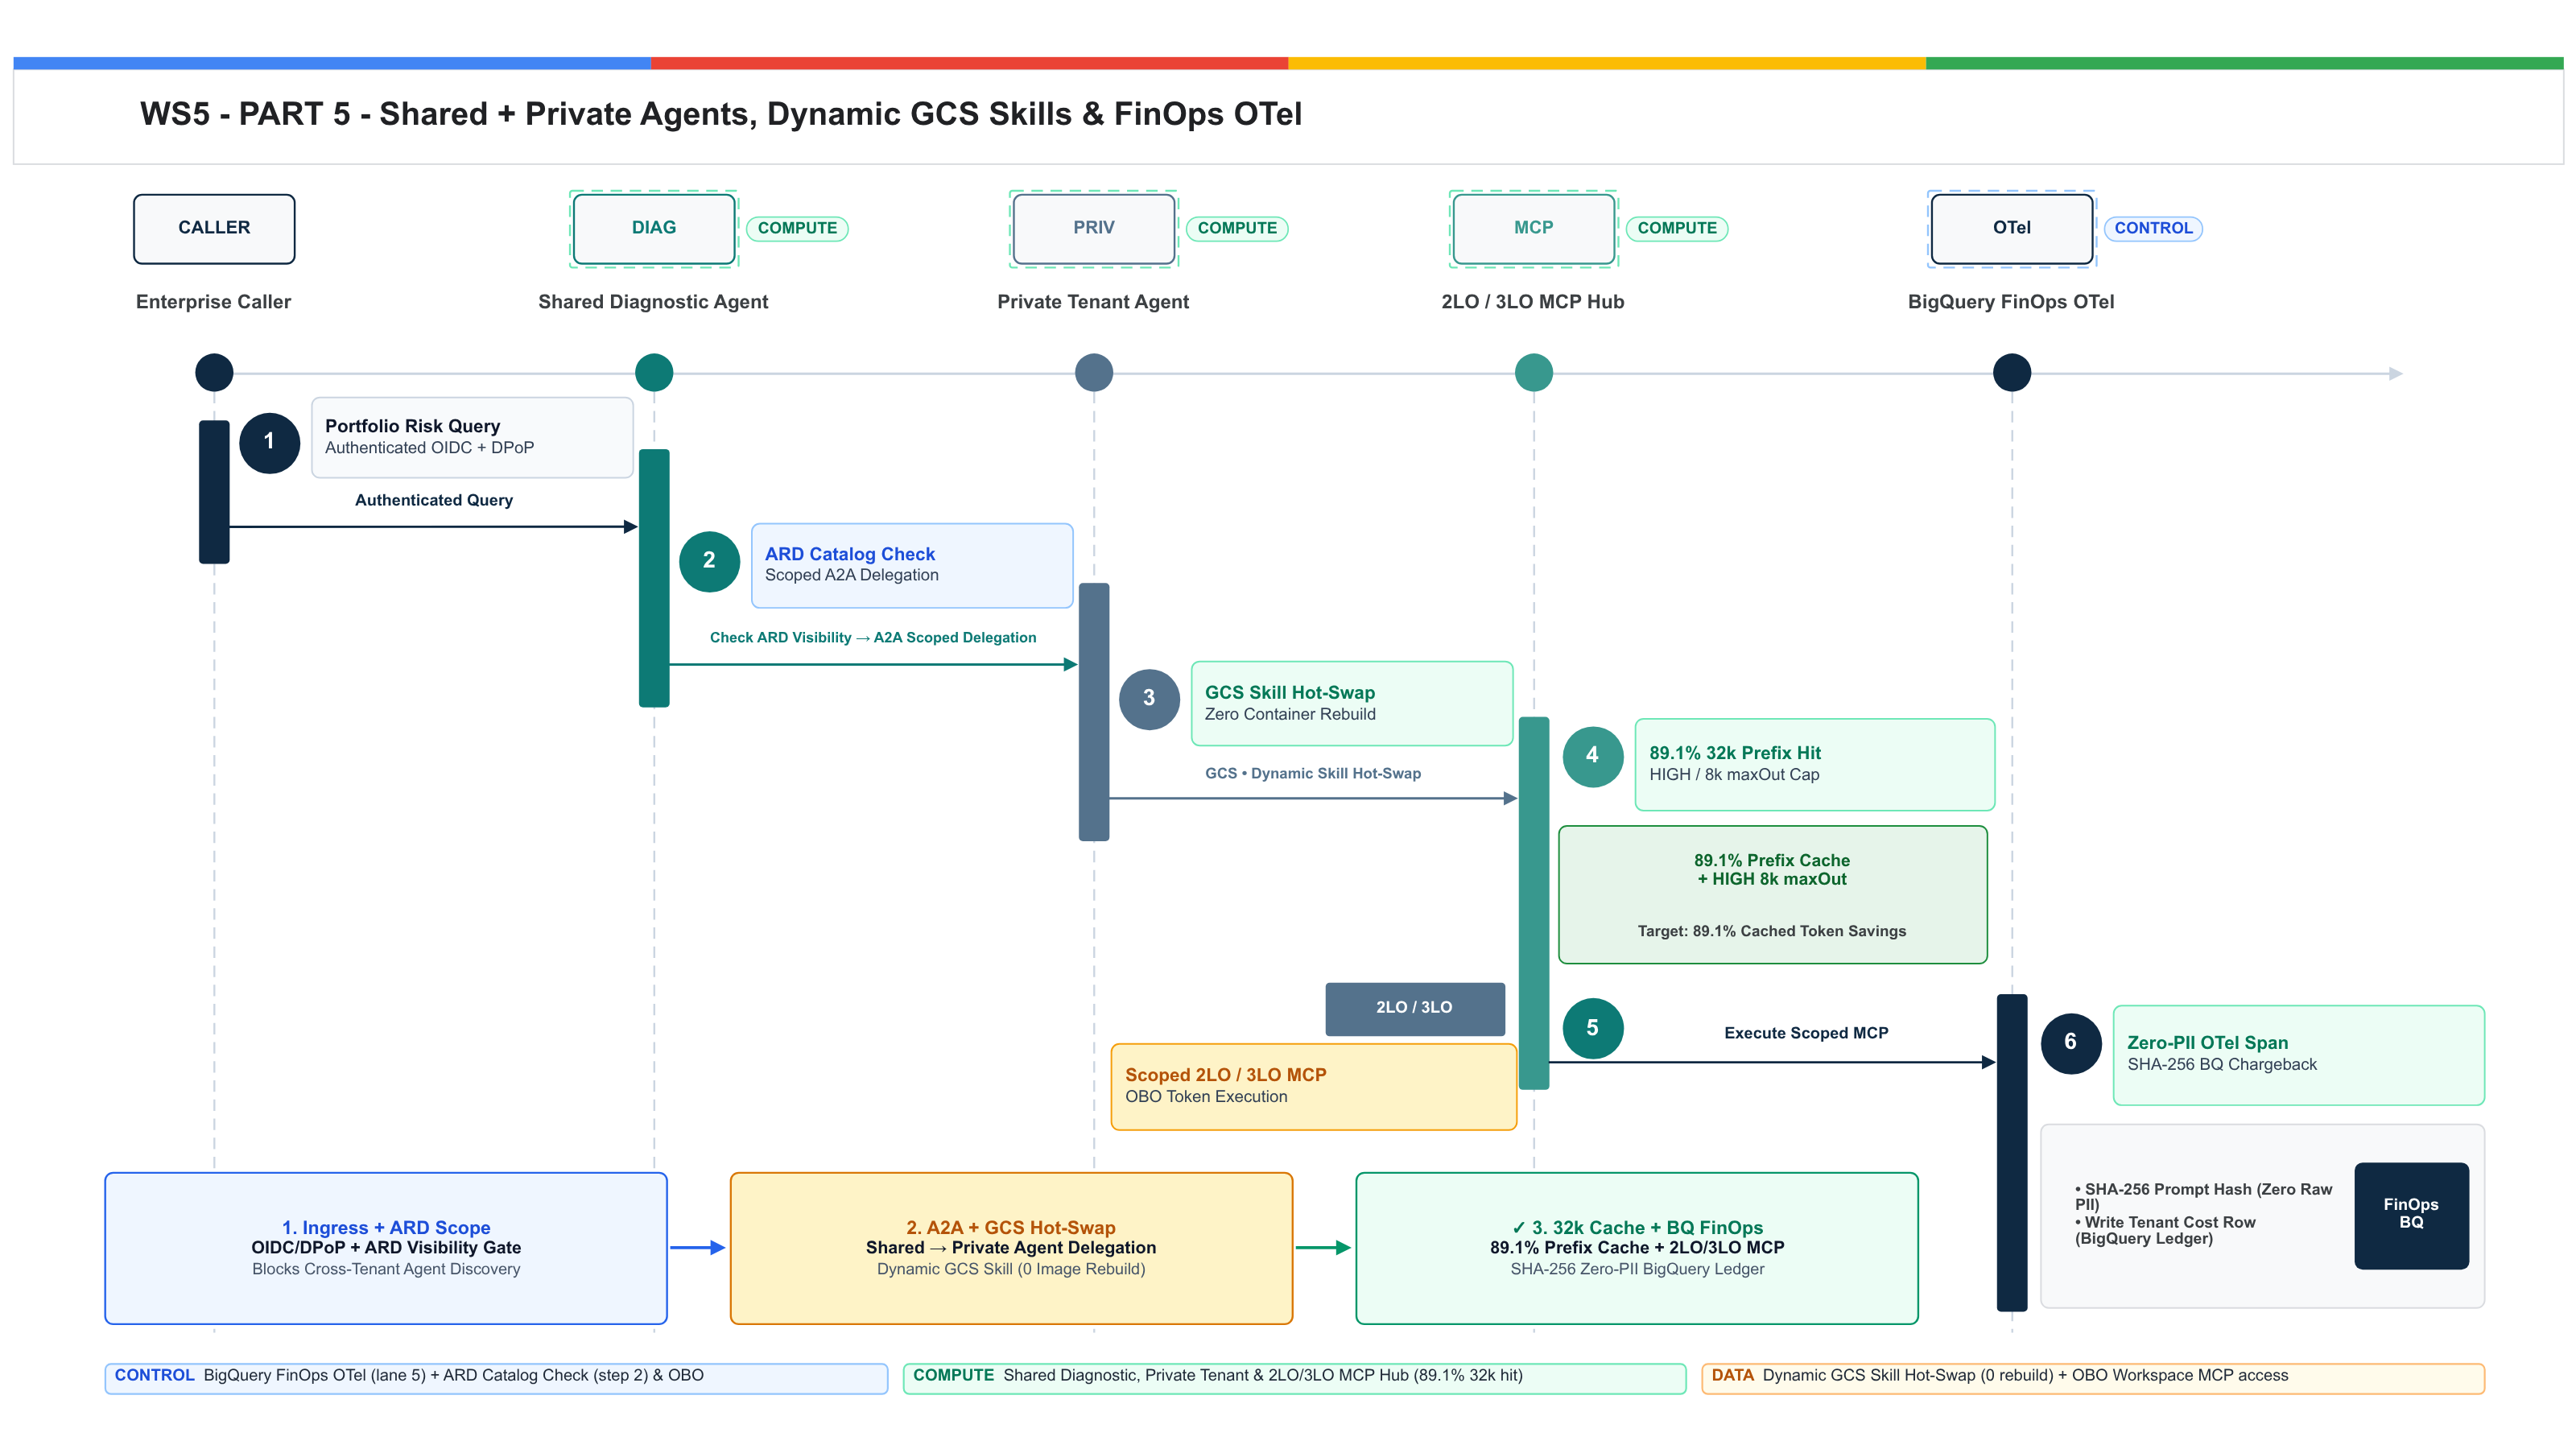 WS5 - PART 5 - Shared + Private Agents, Dynamic GCS Skills & FinOps OTel
CALLER
DIAG
COMPUTE
PRIV
COMPUTE
MCP
COMPUTE
OTel
CONTROL
Enterprise Caller
Shared Diagnostic Agent
Private Tenant Agent
2LO / 3LO MCP Hub
BigQuery FinOps OTel
1
Portfolio Risk Query
Authenticated OIDC + DPoP
Authenticated Query
2
ARD Catalog Check
Scoped A2A Delegation
Check ARD Visibility → A2A Scoped Delegation
3
GCS Skill Hot-Swap
Zero Container Rebuild
GCS • Dynamic Skill Hot-Swap
4
89.1% 32k Prefix Hit
HIGH / 8k maxOut Cap
89.1% Prefix Cache
+ HIGH 8k maxOut
Target: 89.1% Cached Token Savings
2LO / 3LO
5
Execute Scoped MCP
Scoped 2LO / 3LO MCP
OBO Token Execution
6
Zero-PII OTel Span
SHA-256 BQ Chargeback
• SHA-256 Prompt Hash (Zero Raw
PII)
• Write Tenant Cost Row
(BigQuery Ledger)
FinOps
BQ
1. Ingress + ARD Scope
OIDC/DPoP + ARD Visibility Gate
Blocks Cross-Tenant Agent Discovery
2. A2A + GCS Hot-Swap
Shared → Private Agent Delegation
Dynamic GCS Skill (0 Image Rebuild)
✓ 3. 32k Cache + BQ FinOps
89.1% Prefix Cache + 2LO/3LO MCP
SHA-256 Zero-PII BigQuery Ledger
CONTROL BigQuery FinOps OTel (lane 5) + ARD Catalog Check (step 2) & OBO
COMPUTE Shared Diagnostic, Private Tenant & 2LO/3LO MCP Hub (89.1% 32k hit)
DATA Dynamic GCS Skill Hot-Swap (0 rebuild) + OBO Workspace MCP access